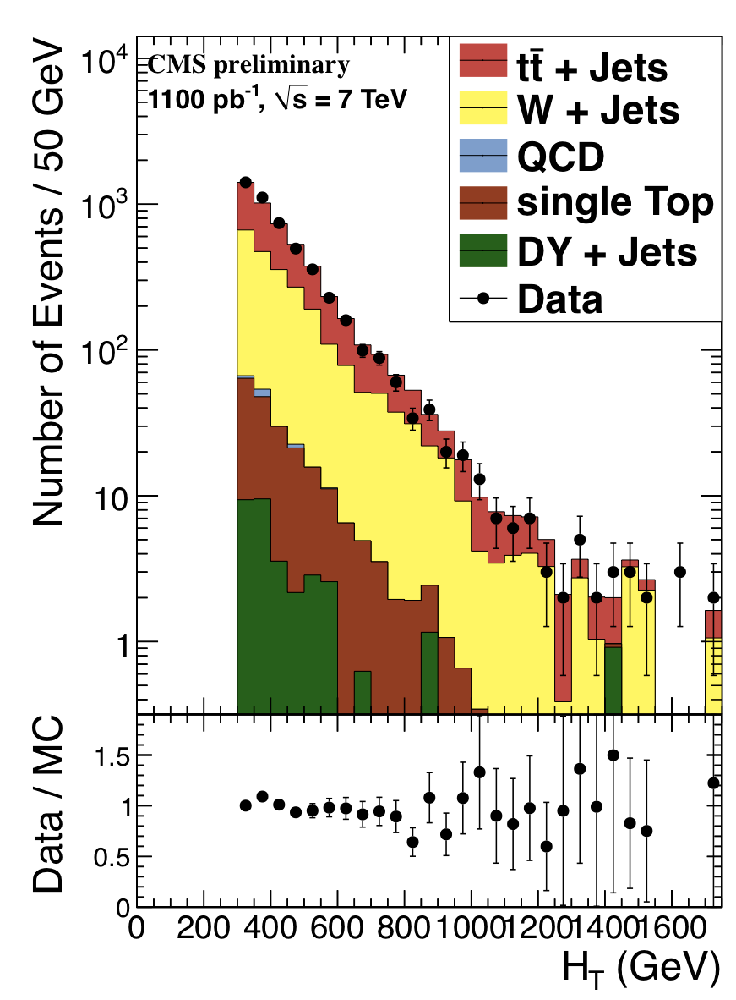 CMS preliminary
1100 pb⁻¹, √s = 7 TeV
tt̄ + Jets
W + Jets
QCD
single Top
DY + Jets
Data
Number of Events / 50 GeV
10⁴
10³
10²
10
1
Data / MC
1.5
1
0.5
0
0 200 400 600 800 1000 1200 1400 1600
H_T (GeV)